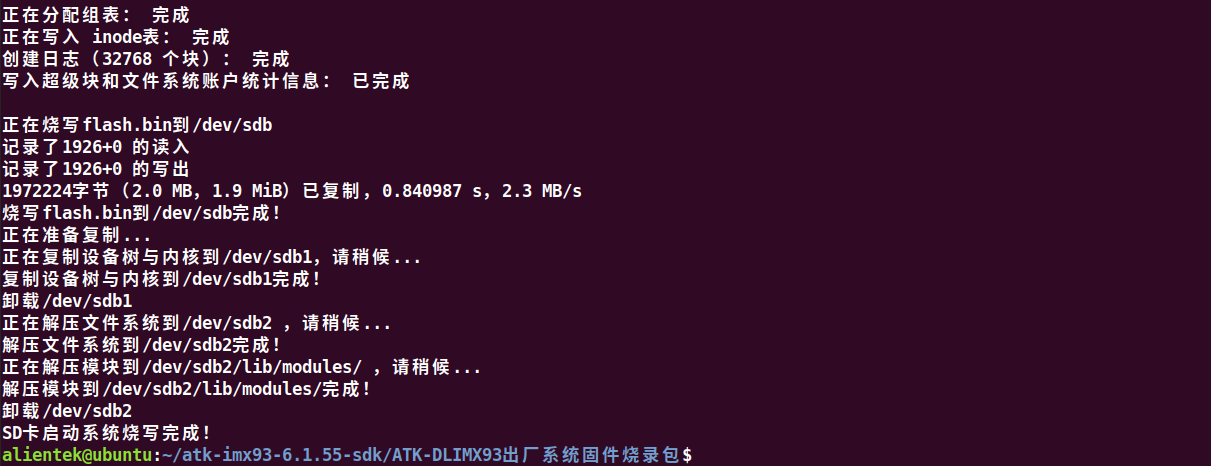 正在分配组表： 完成
正在写入 inode表： 完成
创建日志（32768 个块）： 完成
写入超级块和文件系统账户统计信息： 已完成
正在烧写flash.bin到/dev/sdb
记录了1926+0 的读入
记录了1926+0 的写出
1972224字节（2.0 MB，1.9 MiB）已复制，0.840987 s，2.3 MB/s
烧写flash.bin到/dev/sdb完成！
正在准备复制...
正在复制设备树与内核到/dev/sdb1，请稍候...
复制设备树与内核到/dev/sdb1完成！
卸载/dev/sdb1
正在解压文件系统到/dev/sdb2 ，请稍候...
解压文件系统到/dev/sdb2完成！
正在解压模块到/dev/sdb2/lib/modules/ ，请稍候...
解压模块到/dev/sdb2/lib/modules/完成！
卸载/dev/sdb2
SD卡启动系统烧写完成！
alientek@ubuntu:~/atk-imx93-6.1.55-sdk/ATK-DLIMX93出厂系统固件烧录包$